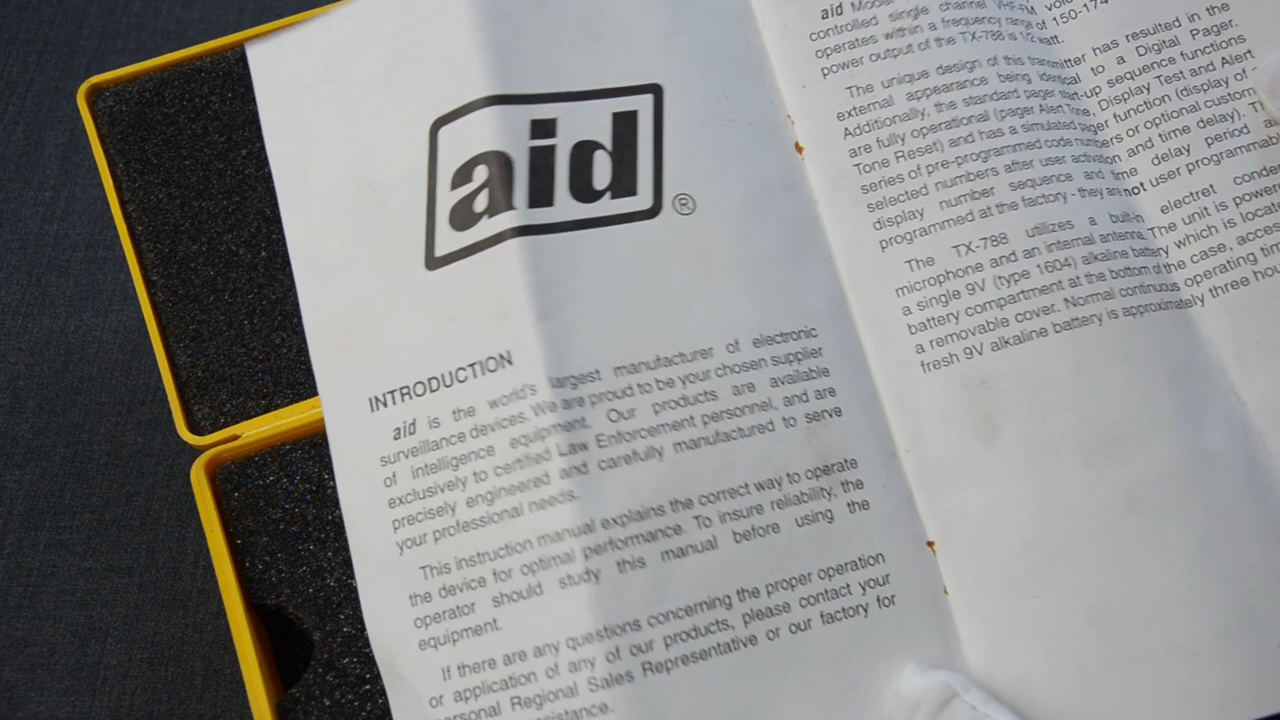 aid
®
INTRODUCTION
aid is the world's largest manufacturer of electronic
surveillance devices. We are proud to be your chosen supplier
of intelligence equipment. Our products are available
exclusively to certified Law Enforcement personnel, and are
precisely engineered and carefully manufactured to serve
your professional needs.
This instruction manual explains the correct way to operate
the device for optimal performance. To insure reliability, the
operator should study this manual before using the
equipment.
If there are any questions concerning the proper operation
or application of any of our products, please contact your
Regional Sales Representative or our factory for
aid
controlled single channel VHF-FM
operates within a frequency range of 150-174
power output of the TX-788 is 1/2 watt.
The unique design of this transmitter has resulted in the
external appearance being identical to a Digital Pager.
Additionally, the standard pager start-up sequence functions
are fully operational (pager Alert Tone, Display Test and Alert
Tone Reset) and has a simulated pager function (display of
series of pre-programmed code numbers or optional custom
selected numbers after user activation and time delay).
display number sequence and time delay period
programmed at the factory - they are not user
The TX-788 utilizes a built-in electret
microphone and an internal antenna. The unit is
a single 9V (type 1604) alkaline battery which is
battery compartment at the bottom of the case,
a removable cover. Normal continuous operating
fresh 9V alkaline battery is approximately three